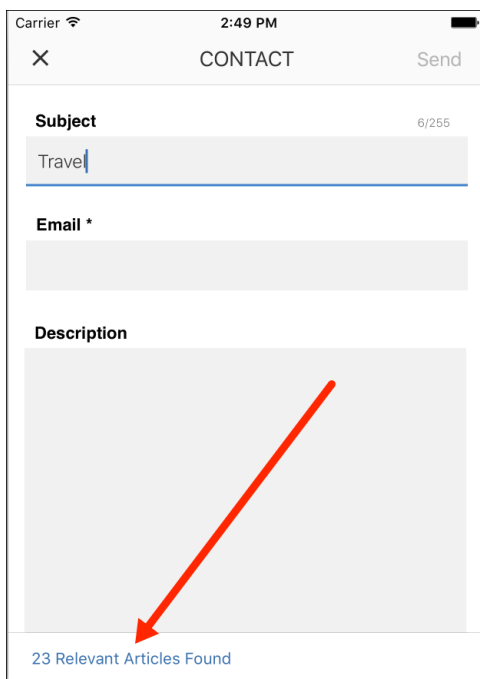 Carrier 2:49 PM
CONTACT Send
Subject 6/255
Travel
Email *
Description
23 Relevant Articles Found